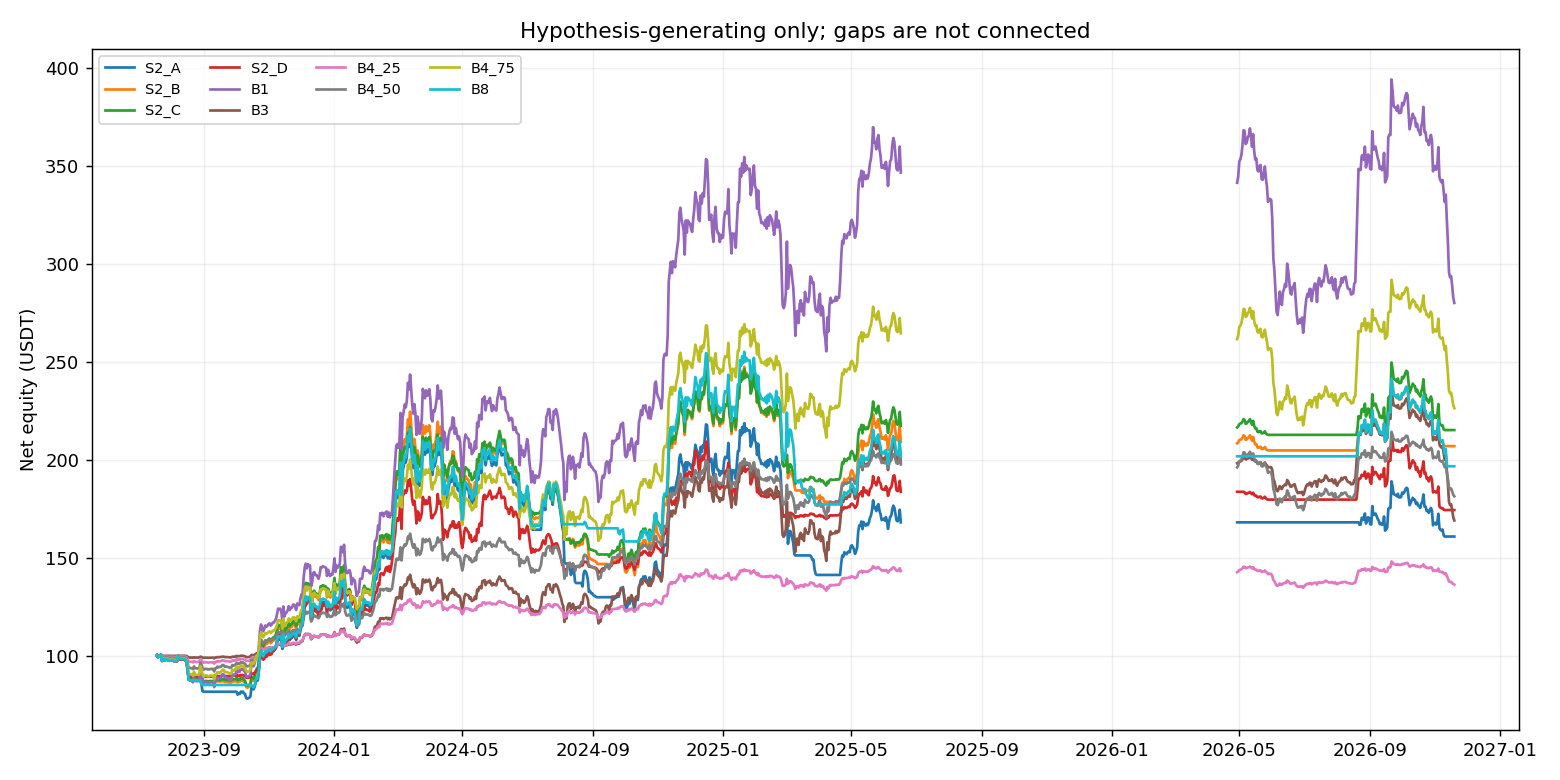 Hypothesis-generating only; gaps are not connected
S2_A S2_D B4_25 B4_75
S2_B B1 B4_50 B8
S2_C B3
Net equity (USDT)
400
350
300
250
200
150
100
2023-09 2024-01 2024-05 2024-09 2025-01 2025-05 2025-09 2026-01 2026-05 2026-09 2027-01